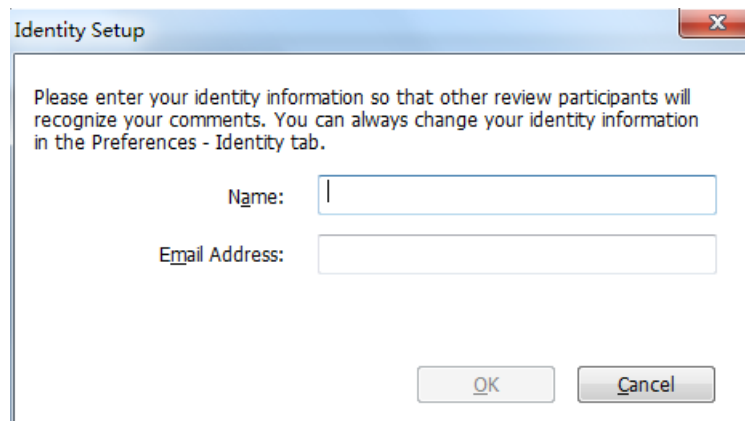 Identity Setup
Please enter your identity information so that other review participants will
recognize your comments. You can always change your identity information
in the Preferences - Identity tab.
Name:
Email Address:
OK
Cancel